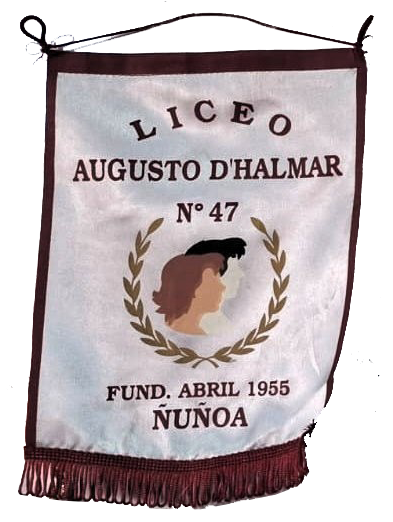 LICEO
AUGUSTO D'HALMAR
N° 47
FUND. ABRIL 1955
ÑUÑOA